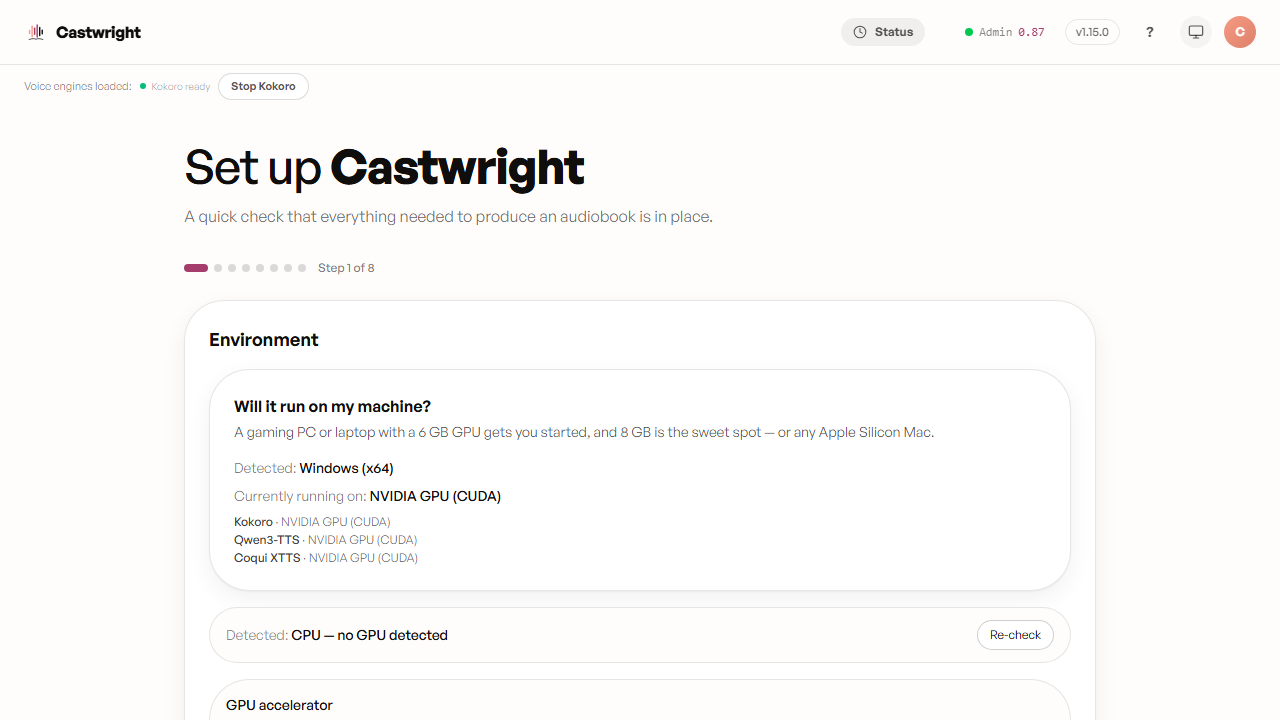 Castwright
Status
Admin 0.87
v1.15.0
?
C
Voice engines loaded:
Kokoro ready
Stop Kokoro
Set up Castwright
A quick check that everything needed to produce an audiobook is in place.
Step 1 of 8
Environment
Will it run on my machine?
A gaming PC or laptop with a 6 GB GPU gets you started, and 8 GB is the sweet spot — or any Apple Silicon Mac.
Detected: Windows (x64)
Currently running on: NVIDIA GPU (CUDA)
Kokoro · NVIDIA GPU (CUDA)
Qwen3-TTS · NVIDIA GPU (CUDA)
Coqui XTTS · NVIDIA GPU (CUDA)
Detected: CPU — no GPU detected
Re-check
GPU accelerator